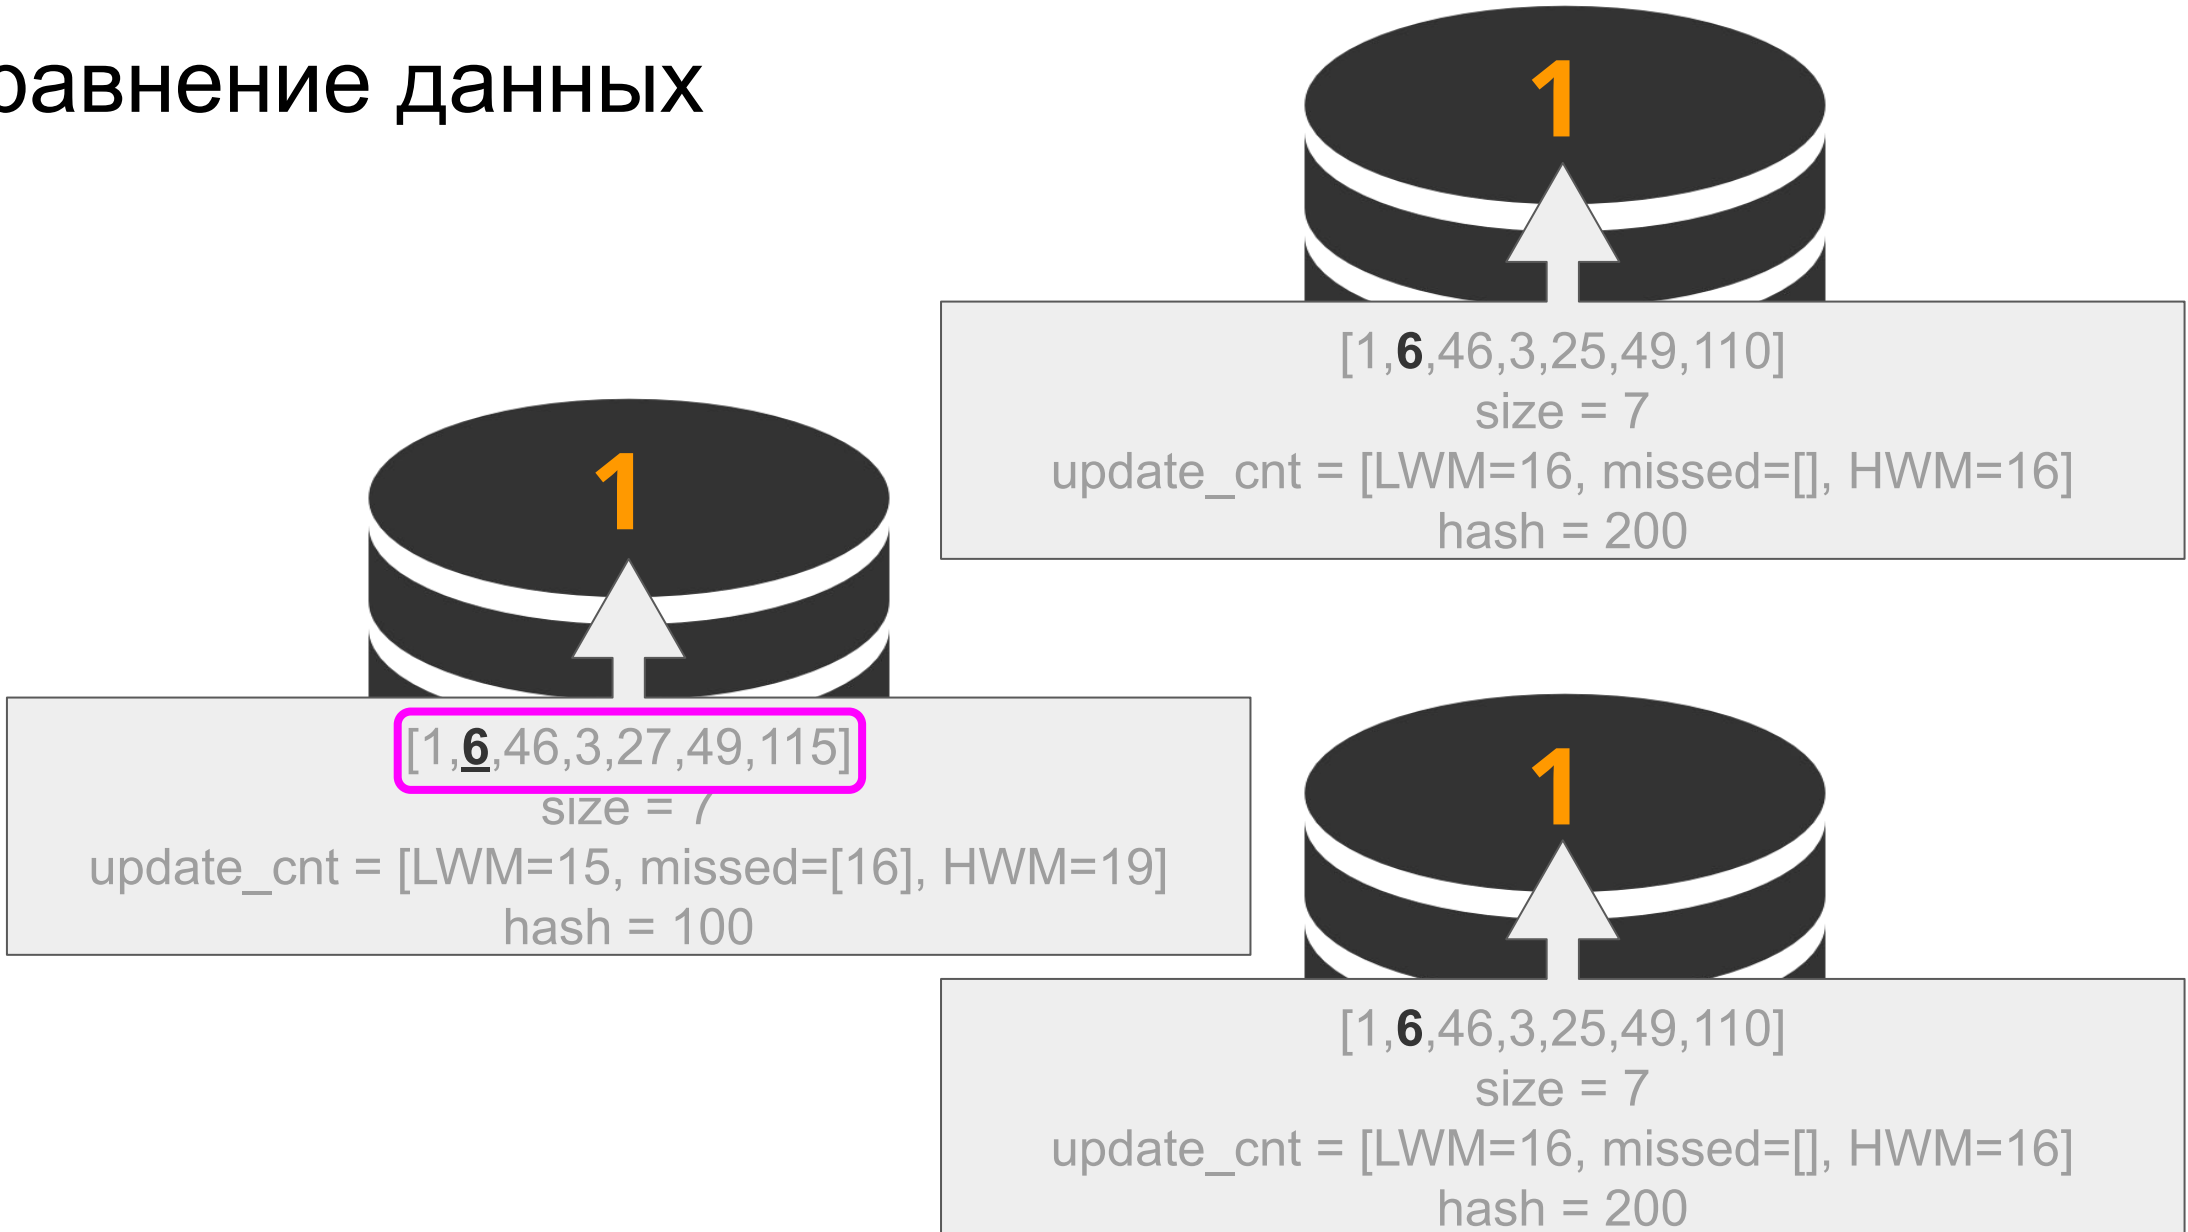 равнение данных
1
[1,6,46,3,25,49,110]
size = 7
update_cnt = [LWM=16, missed=[], HWM=16]
hash = 200
1
[1,6,46,3,27,49,115]
size = 7
update_cnt = [LWM=15, missed=[16], HWM=19]
hash = 100
1
[1,6,46,3,25,49,110]
size = 7
update_cnt = [LWM=16, missed=[], HWM=16]
hash = 200